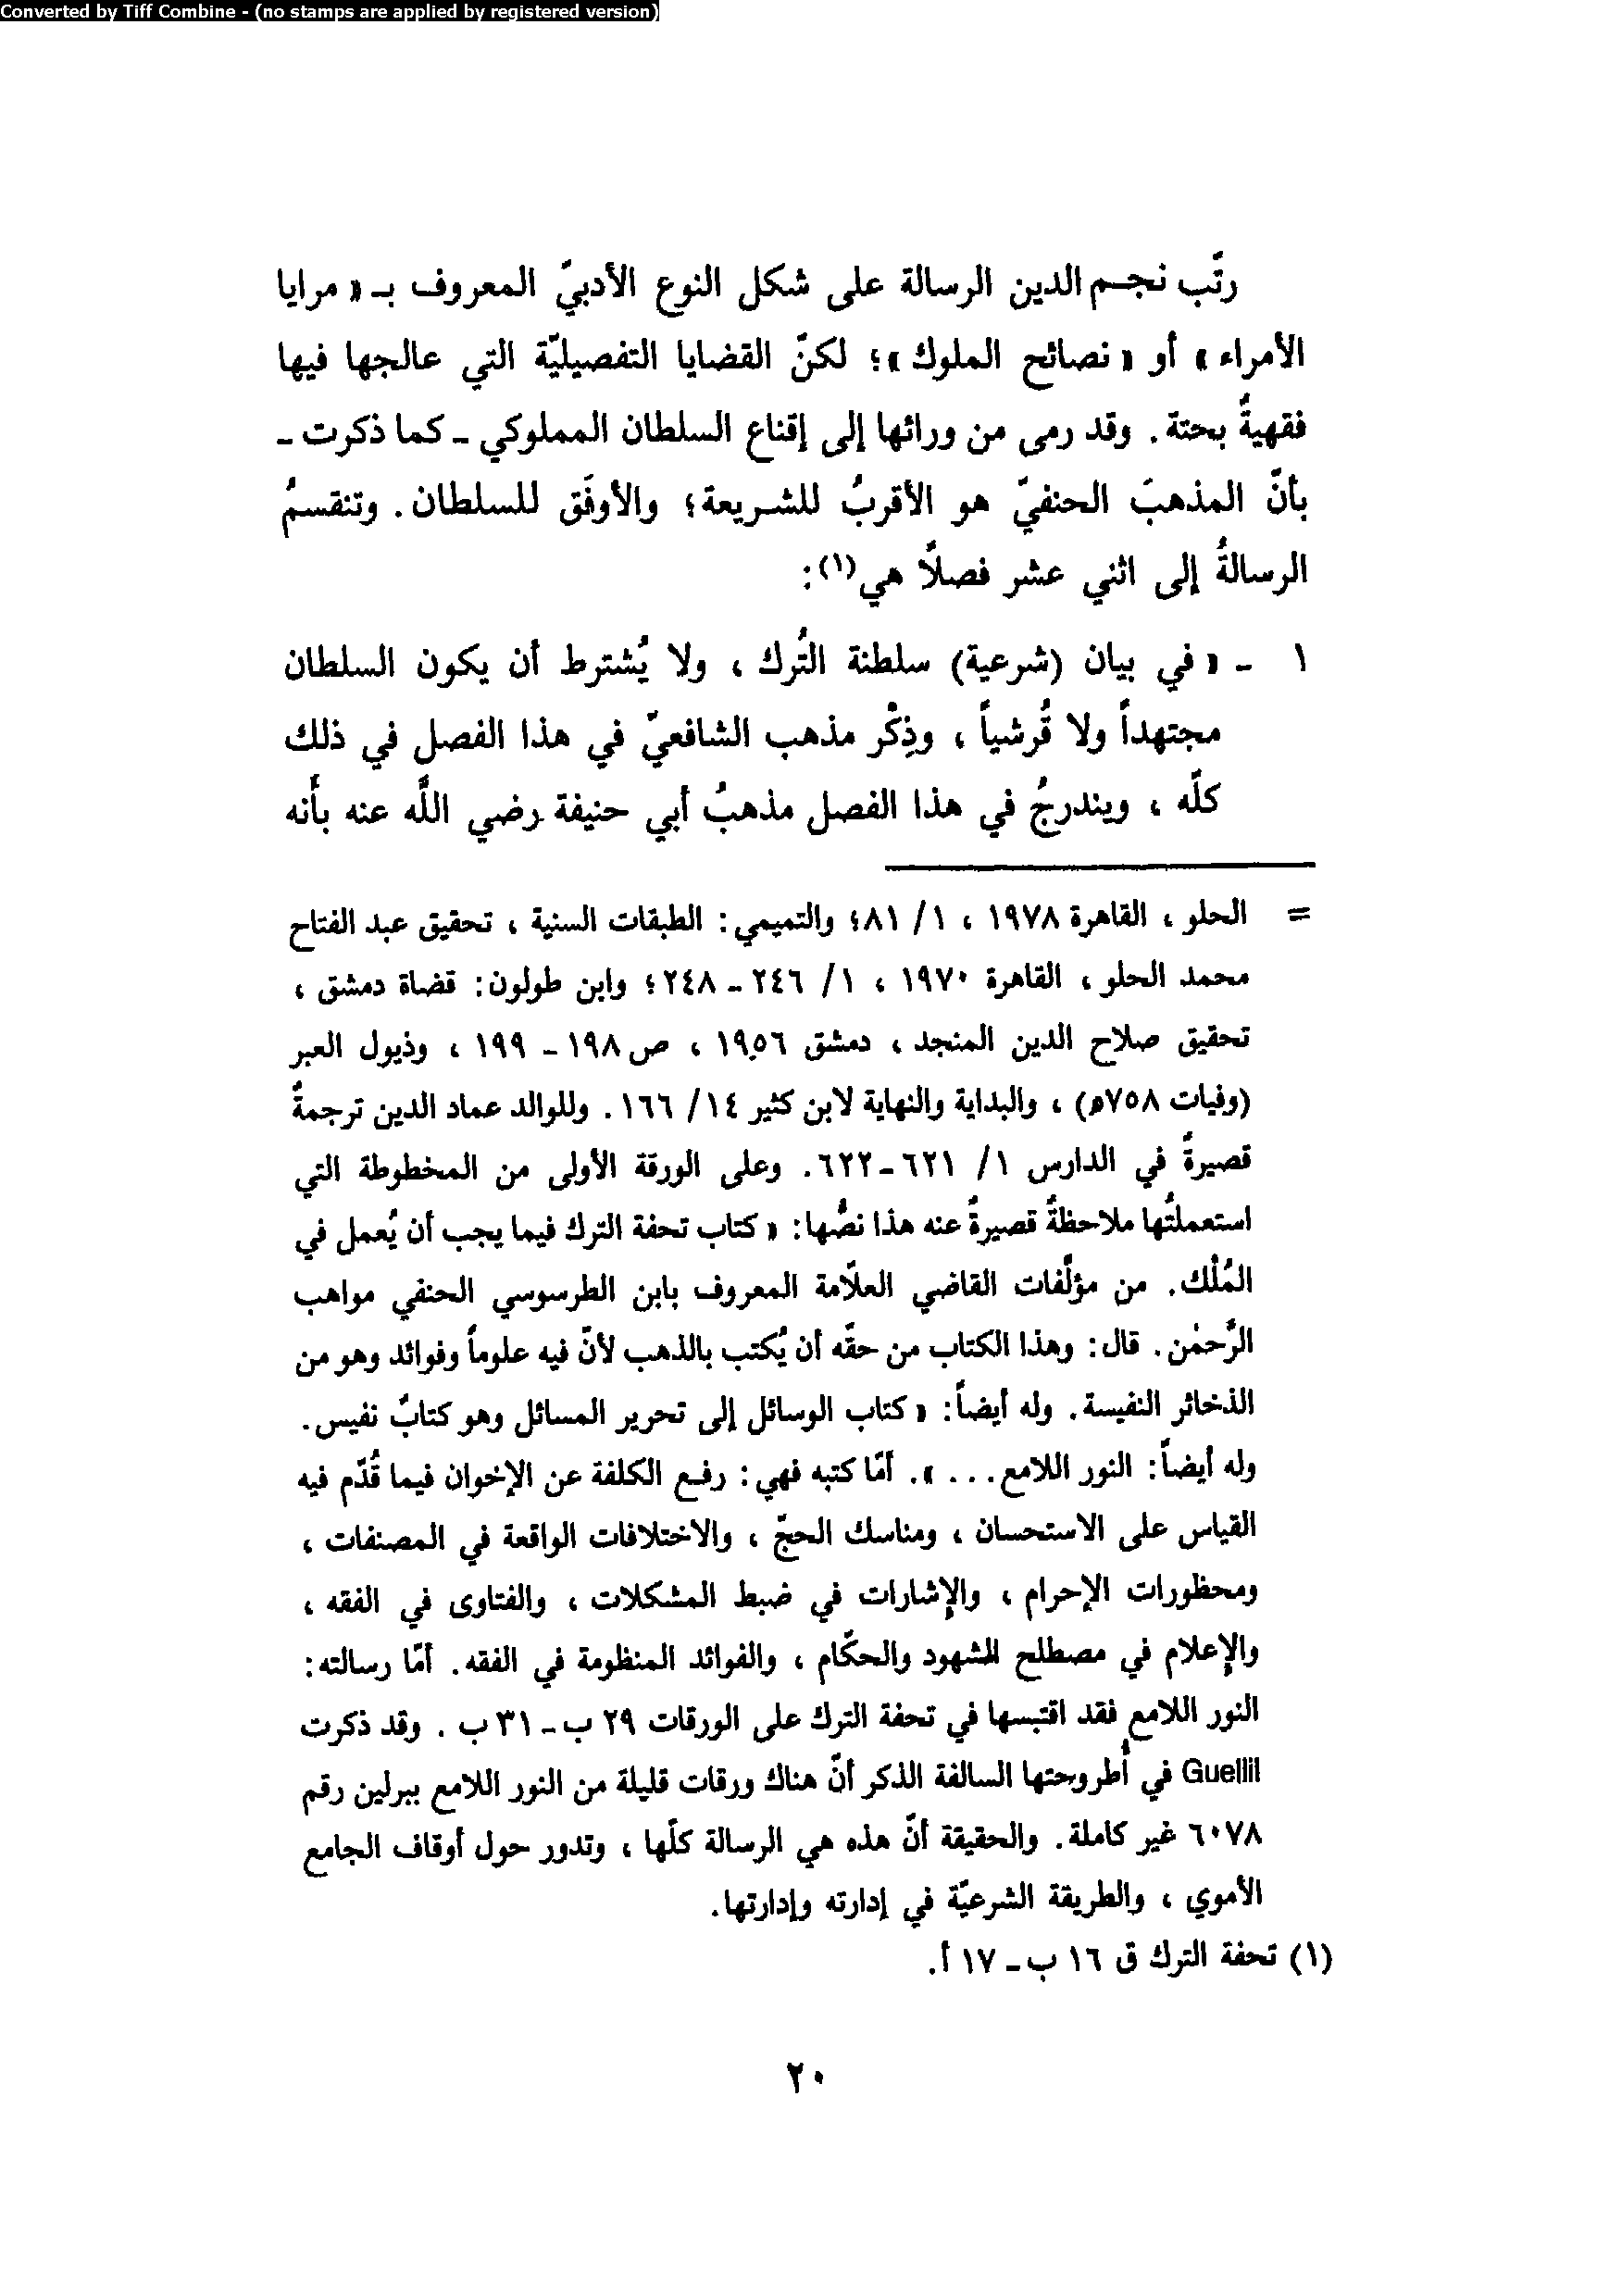 Converted by Tiff Combine - (no stamps are applied by registered version)
رتَّب نجم الدين الرسالة على شكل النوع الأدبيّ المعروف بـ « مرايا
الأمراء » أو « نصائح الملوك »؛ لكنّ القضايا التفصيليّة التي عالجها فيها
فقهيةٌ بحتة. وقد رمى من ورائها إلى إقناع السلطان المملوكي ـ كما ذكرت ـ
بأنّ المذهبَ الحنفيّ هو الأقربُ للشريعة؛ والأوفَق للسلطان. وتنقسمُ
الرسالةُ إلى اثني عشر فصلاً هي(١):
١ - « في بيان (شرعية) سلطنة التُرك ، ولا يُشترط أن يكون السلطان
مجتهداً ولا قُرشياً ، وذِكْر مذهب الشافعيّ في هذا الفصل في ذلك
كلّه ، ويندرجُ في هذا الفصل مذهبُ أبي حنيفة رضي اللَّه عنه بأنه
= الحلو ، القاهرة ١٩٧٨ ، ١/ ٨١؛ والتميمي: الطبقات السنية ، تحقيق عبد الفتاح
محمد الحلو ، القاهرة ١٩٧٠ ، ١/ ٢٤٦ - ٢٤٨؛ وابن طولون: قضاة دمشق ،
تحقيق صلاح الدين المنجد ، دمشق ١٩٥٦ ، ص ١٩٨ - ١٩٩ ، وذيول العبر
(وفيات ٧٥٨هـ) ، والبداية والنهاية لابن كثير ١٤/ ١٦٦. وللوالد عماد الدين ترجمةٌ
قصيرةٌ في الدارس ١/ ٦٢١-٦٢٢. وعلى الورقة الأولى من المخطوطة التي
استعملتُها ملاحظةٌ قصيرةٌ عنه هذا نصُّها: « كتاب تحفة الترك فيما يجب أن يُعمل في
المُلْك. من مؤلَّفات القاضي العلّامة المعروف بابن الطرسوسي الحنفي مواهب
الرَّحمٰن. قال: وهذا الكتاب من حقّه أن يُكتب بالذهب لأنّ فيه علوماً وفوائد وهو من
الذخائر النفيسة. وله أيضاً: « كتاب الوسائل إلى تحرير المسائل وهو كتابٌ نفيس.
وله أيضاً: النور اللامع... ». أمّا كتبه فهي: رفع الكلفة عن الإخوان فيما قُدّم فيه
القياس على الاستحسان ، ومناسك الحجّ ، والاختلافات الواقعة في المصنفات ،
ومحظورات الإحرام ، والإشارات في ضبط المشكلات ، والفتاوى في الفقه ،
والإعلام في مصطلح الشهود والحكّام ، والفوائد المنظومة في الفقه. أمّا رسالته:
النور اللامع فقد اقتبسها في تحفة الترك على الورقات ٢٩ ب - ٣١ ب . وقد ذكرت
Guellil في أُطروحتها السالفة الذكر أنّ هناك ورقات قليلة من النور اللامع ببرلين رقم
٦٠٧٨ غير كاملة. والحقيقة أنّ هذه هي الرسالة كلّها ، وتدور حول أوقاف الجامع
الأموي ، والطريقة الشرعيّة في إدارته وإدارتها.
(١) تحفة الترك ق ١٦ ب - ١٧ أ.
٢٠